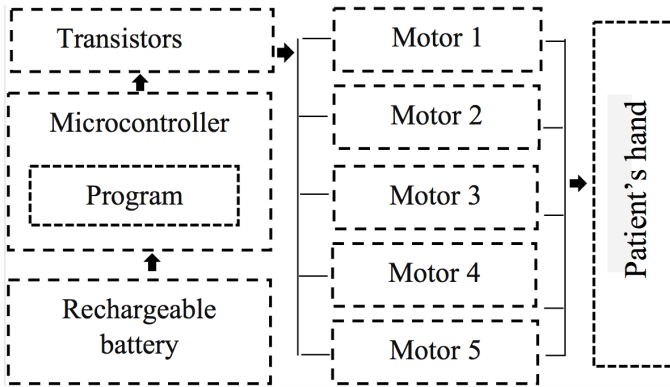 Transistors
Microcontroller
Program
Rechargeable
battery
Motor 1
Motor 2
Motor 3
Motor 4
Motor 5
Patient's hand